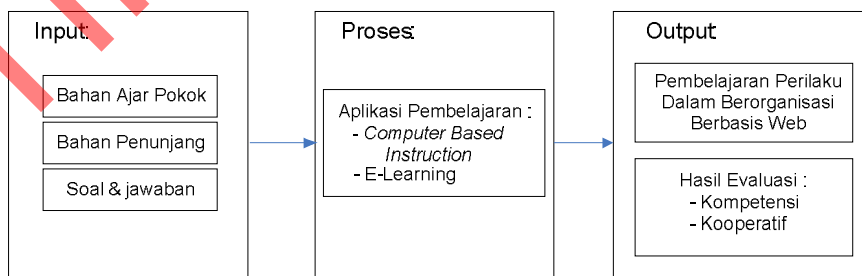 Input:
Bahan Ajar Pokok
Bahan Penunjang
Soal & jawaban
Proses:
Aplikasi Pembelajaran :
- Computer Based
Instruction
- E-Learning
Output:
Pembelajaran Perilaku
Dalam Berorganisasi
Berbasis Web
Hasil Evaluasi :
- Kompetensi
- Kooperatif